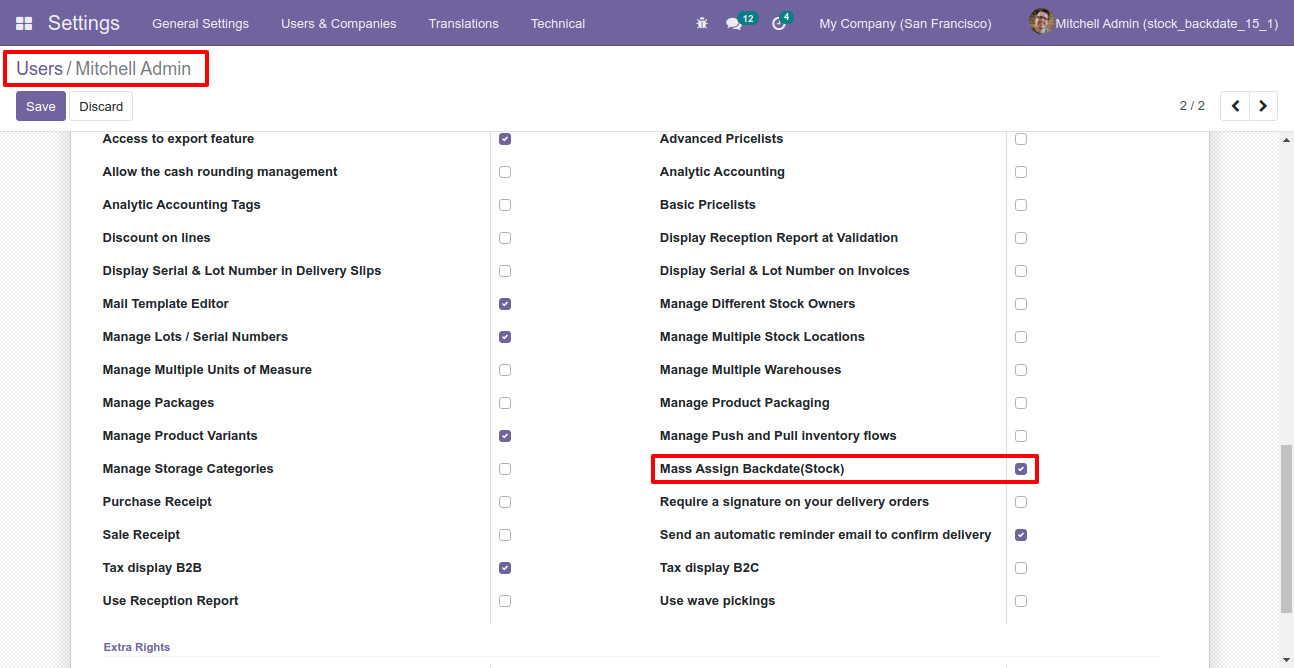 Settings General Settings Users & Companies Translations Technical 12 4 My Company (San Francisco) Mitchell Admin (stock_backdate_15_1)
Users / Mitchell Admin
Save Discard 2 / 2
Access to export feature Advanced Pricelists
Allow the cash rounding management Analytic Accounting
Analytic Accounting Tags Basic Pricelists
Discount on lines Display Reception Report at Validation
Display Serial & Lot Number in Delivery Slips Display Serial & Lot Number on Invoices
Mail Template Editor Manage Different Stock Owners
Manage Lots / Serial Numbers Manage Multiple Stock Locations
Manage Multiple Units of Measure Manage Multiple Warehouses
Manage Packages Manage Product Packaging
Manage Product Variants Manage Push and Pull inventory flows
Manage Storage Categories Mass Assign Backdate(Stock)
Purchase Receipt Require a signature on your delivery orders
Sale Receipt Send an automatic reminder email to confirm delivery
Tax display B2B Tax display B2C
Use Reception Report Use wave pickings
Extra Rights